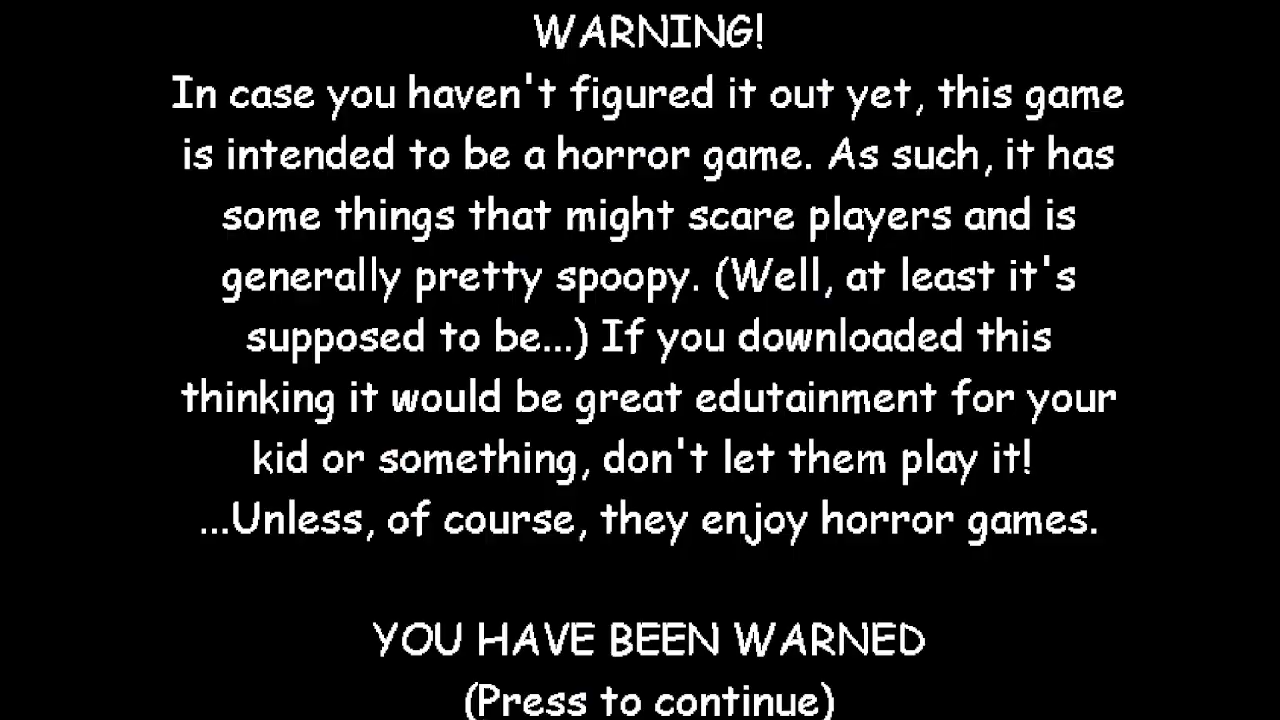 WARNING!
In case you haven't figured it out yet, this game
is intended to be a horror game. As such, it has
some things that might scare players and is
generally pretty spoopy. (Well, at least it's
supposed to be...) If you downloaded this
thinking it would be great edutainment for your
kid or something, don't let them play it!
...Unless, of course, they enjoy horror games.
YOU HAVE BEEN WARNED
(Press to continue)